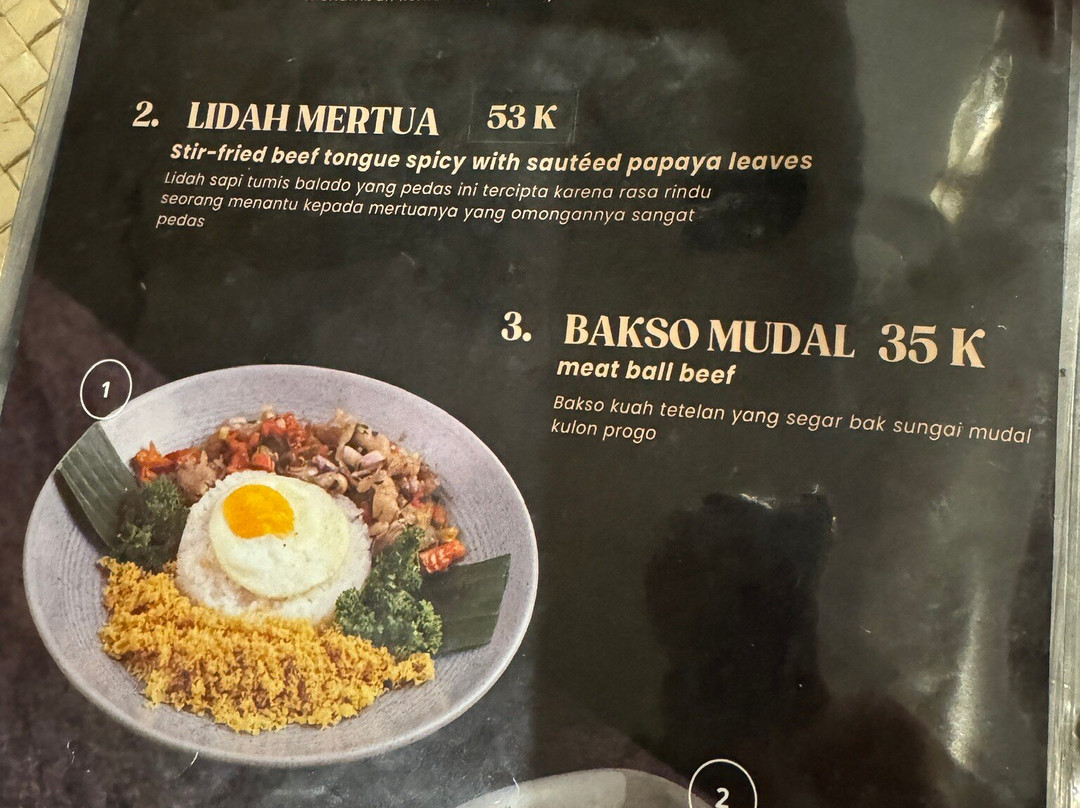 2. LIDAH MERTUA 53 K
Stir-fried beef tongue spicy with sautéed papaya leaves
Lidah sapi tumis balado yang pedas ini tercipta karena rasa rindu
seorang menantu kepada mertuanya yang omongannya sangat
pedas
3. BAKSO MUDAL 35 K
meat ball beef
Bakso kuah tetelan yang segar bak sungai mudal
kulon progo
1
2